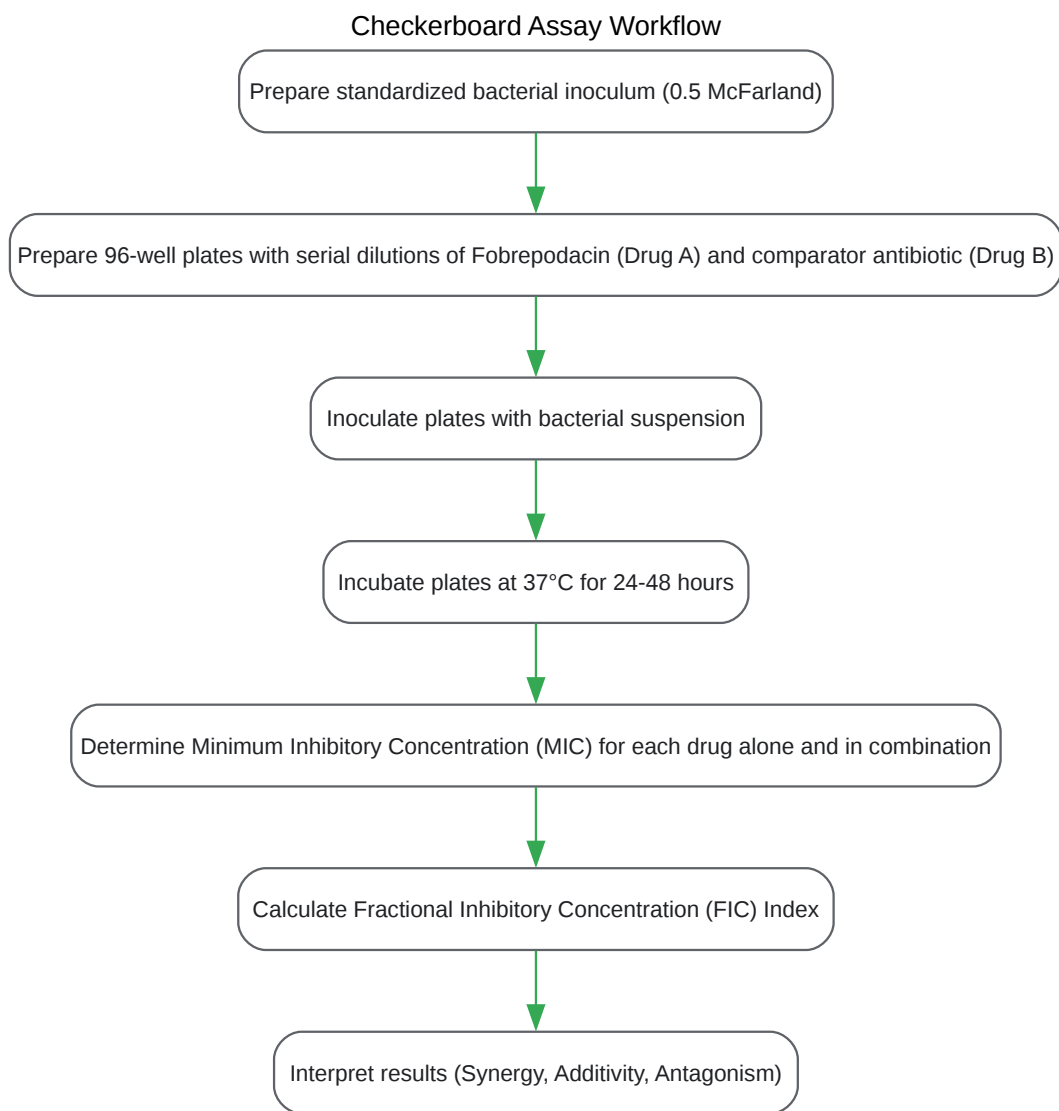 Checkerboard Assay Workflow
Prepare standardized bacterial inoculum (0.5 McFarland)
Prepare 96-well plates with serial dilutions of Fobrepodacin (Drug A) and comparator antibiotic (Drug B)
Inoculate plates with bacterial suspension
Incubate plates at 37°C for 24-48 hours
Determine Minimum Inhibitory Concentration (MIC) for each drug alone and in combination
Calculate Fractional Inhibitory Concentration (FIC) Index
Interpret results (Synergy, Additivity, Antagonism)